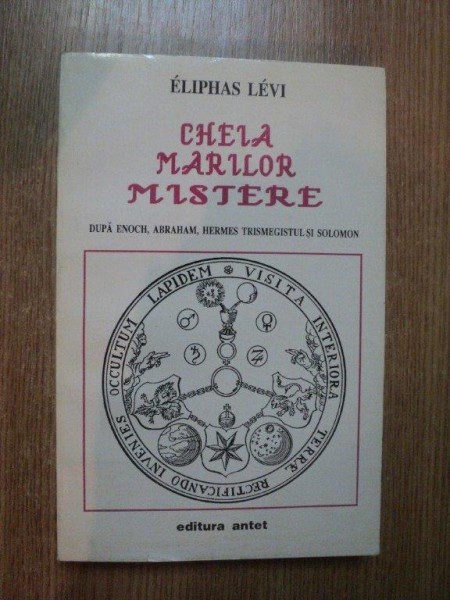 ÉLIPHAS LÉVI
CHEIA
MARILOR
MISTERE
DUPĂ ENOCH, ABRAHAM, HERMES TRISMEGISTUL ȘI SOLOMON
VISITA INTERIORA TERRÆ, RECTIFICANDO INVENIES OCCULTUM LAPIDEM *
editura antet